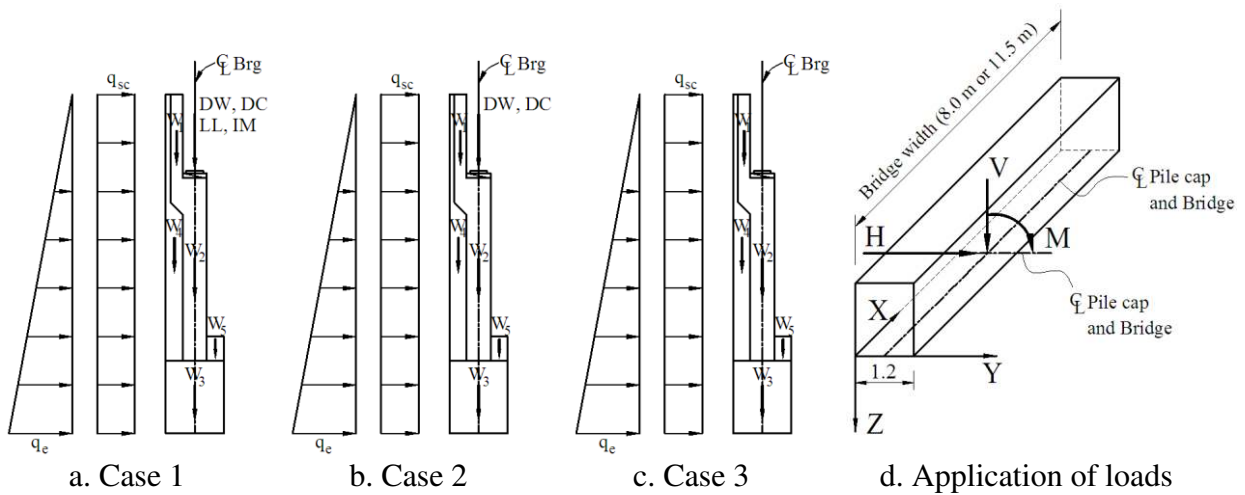 ℄ Brg
q_sc
DW, DC
LL, IM
W_1
W_4
W_2
W_5
W_3
q_e
a. Case 1
℄ Brg
q_sc
DW, DC
W_1
W_4
W_2
W_5
W_3
q_e
b. Case 2
℄ Brg
q_sc
W_1
W_4
W_2
W_5
W_3
q_e
c. Case 3
Bridge width (8.0 m or 11.5 m)
V
℄ Pile cap
and Bridge
H
M
℄ Pile cap
and Bridge
X
1.2
Y
Z
d. Application of loads